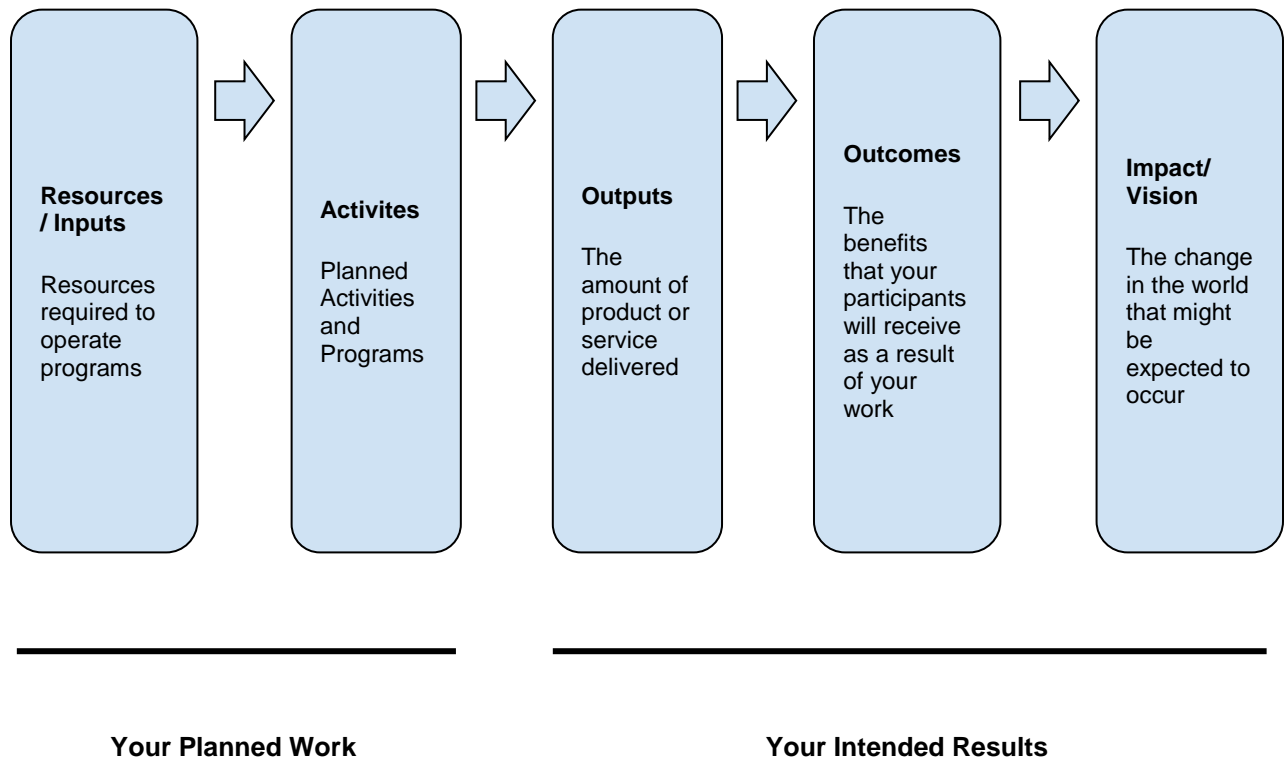 Resources
/ Inputs
Resources
required to
operate
programs
Activites
Planned
Activities
and
Programs
Outputs
The
amount of
product or
service
delivered
Outcomes
The
benefits
that your
participants
will receive
as a result
of your
work
Impact/
Vision
The change
in the world
that might
be
expected to
occur
Your Planned Work
Your Intended Results